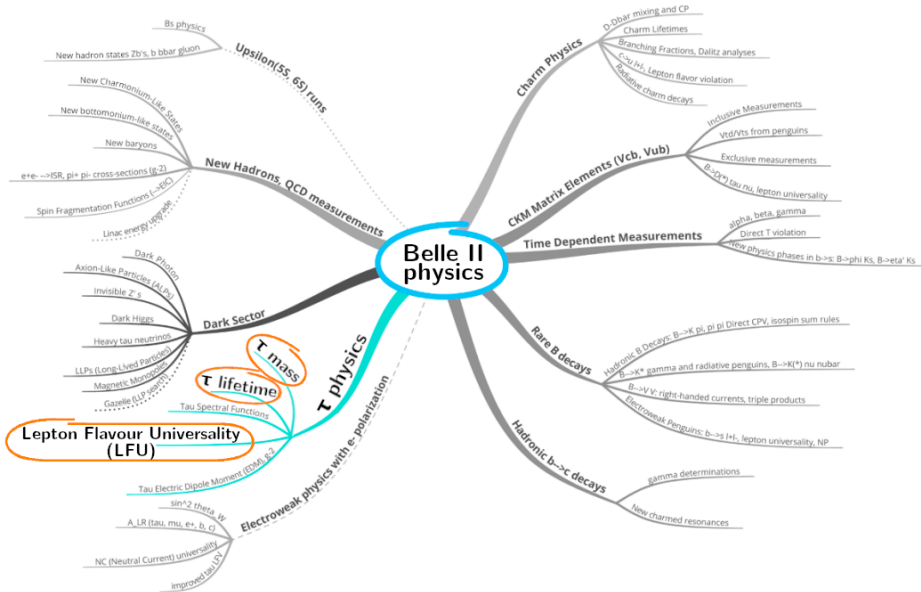 Belle II
physics
Upsilon(5S, 6S) runs
Bs physics
New hadron states Zb's, b bbar gluon
New Hadrons, QCD measurements
New Charmonium-Like States
New bottomonium-like states
New baryons
e+e- -->ISR, pi+ pi- cross-sections (g-2)
Spin Fragmentation Functions (-->EIC)
Linac energy upgrade
Dark Sector
Dark Photon
Axion-Like Particles (ALPs)
Invisible Z' s
Dark Higgs
Heavy tau neutrinos
LLPs (Long-Lived Particles)
Magnetic Monopoles
Gazelle (LLP search)
τ physics
τ mass
τ lifetime
Tau Spectral Functions
Lepton Flavour Universality
(LFU)
Tau Electric Dipole Moment (EDM), g-2
Electroweak physics with e- polarization
sin^2 theta_W
A_LR (tau, mu, e+, b, c)
NC (Neutral Current) universality
improved tau LFV
Charm Physics
D-Dbar mixing and CP
Charm Lifetimes
Branching Fractions, Dalitz analyses
c->u l+l-, Lepton flavor violation
Radiative charm decays
CKM Matrix Elements (Vcb, Vub)
Inclusive Measurements
Vtd/Vts from penguins
Exclusive measurements
B->D(*) tau nu, lepton universality
Time Dependent Measurements
alpha, beta, gamma
Direct T violation
New physics phases in b->s: B->phi Ks, B->eta' Ks
Rare B decays
Hadronic B Decays: B-->K pi, pi pi Direct CPV, isospin sum rules
B-->K* gamma and radiative penguins, B-->K(*) nu nubar
B-->V V: right-handed currents, triple products
Electroweak Penguins: b-->s l+l-, lepton universality, NP
Hadronic b-->c decays
gamma determinations
New charmed resonances